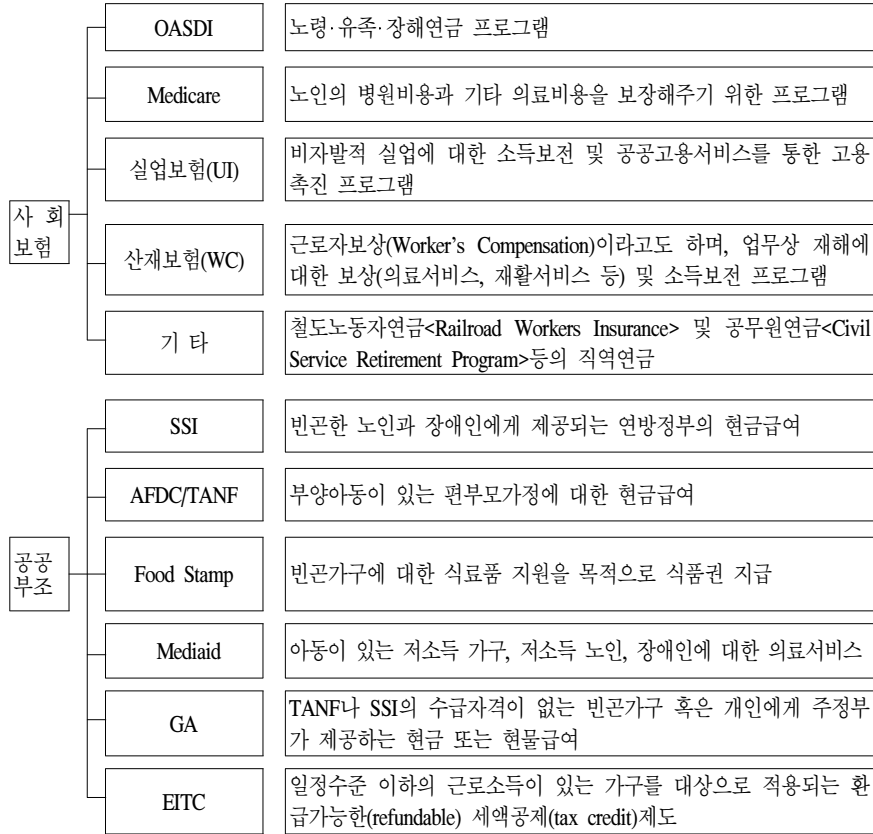 OASDI
노령·유족·장해연금 프로그램
Medicare
노인의 병원비용과 기타 의료비용을 보장해주기 위한 프로그램
실업보험(UI)
비자발적 실업에 대한 소득보전 및 공공고용서비스를 통한 고용
촉진 프로그램
사 회
보험
산재보험(WC)
근로자보상(Worker's Compensation)이라고도 하며, 업무상 재해에
대한 보상(의료서비스, 재활서비스 등) 및 소득보전 프로그램
기 타
철도노동자연금<Railroad Workers Insurance> 및 공무원연금<Civil
Service Retirement Program>등의 직역연금
SSI
빈곤한 노인과 장애인에게 제공되는 연방정부의 현금급여
AFDC/TANF
부양아동이 있는 편부모가정에 대한 현금급여
공공
부조
Food Stamp
빈곤가구에 대한 식료품 지원을 목적으로 식품권 지급
Mediaid
아동이 있는 저소득 가구, 저소득 노인, 장애인에 대한 의료서비스
GA
TANF나 SSI의 수급자격이 없는 빈곤가구 혹은 개인에게 주정부
가 제공하는 현금 또는 현물급여
EITC
일정수준 이하의 근로소득이 있는 가구를 대상으로 적용되는 환
급가능한(refundable) 세액공제(tax credit)제도